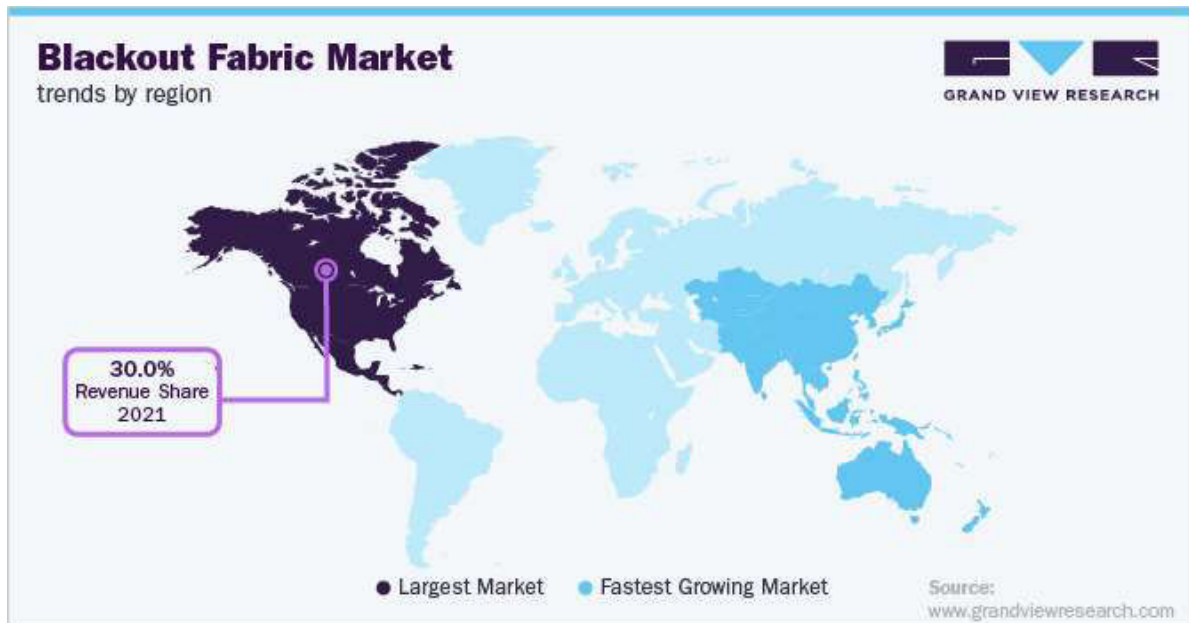 Blackout Fabric Market
trends by region
GRAND VIEW RESEARCH
30.0%
Revenue Share
2021
Largest Market
Fastest Growing Market
Source:
www.grandviewresearch.com